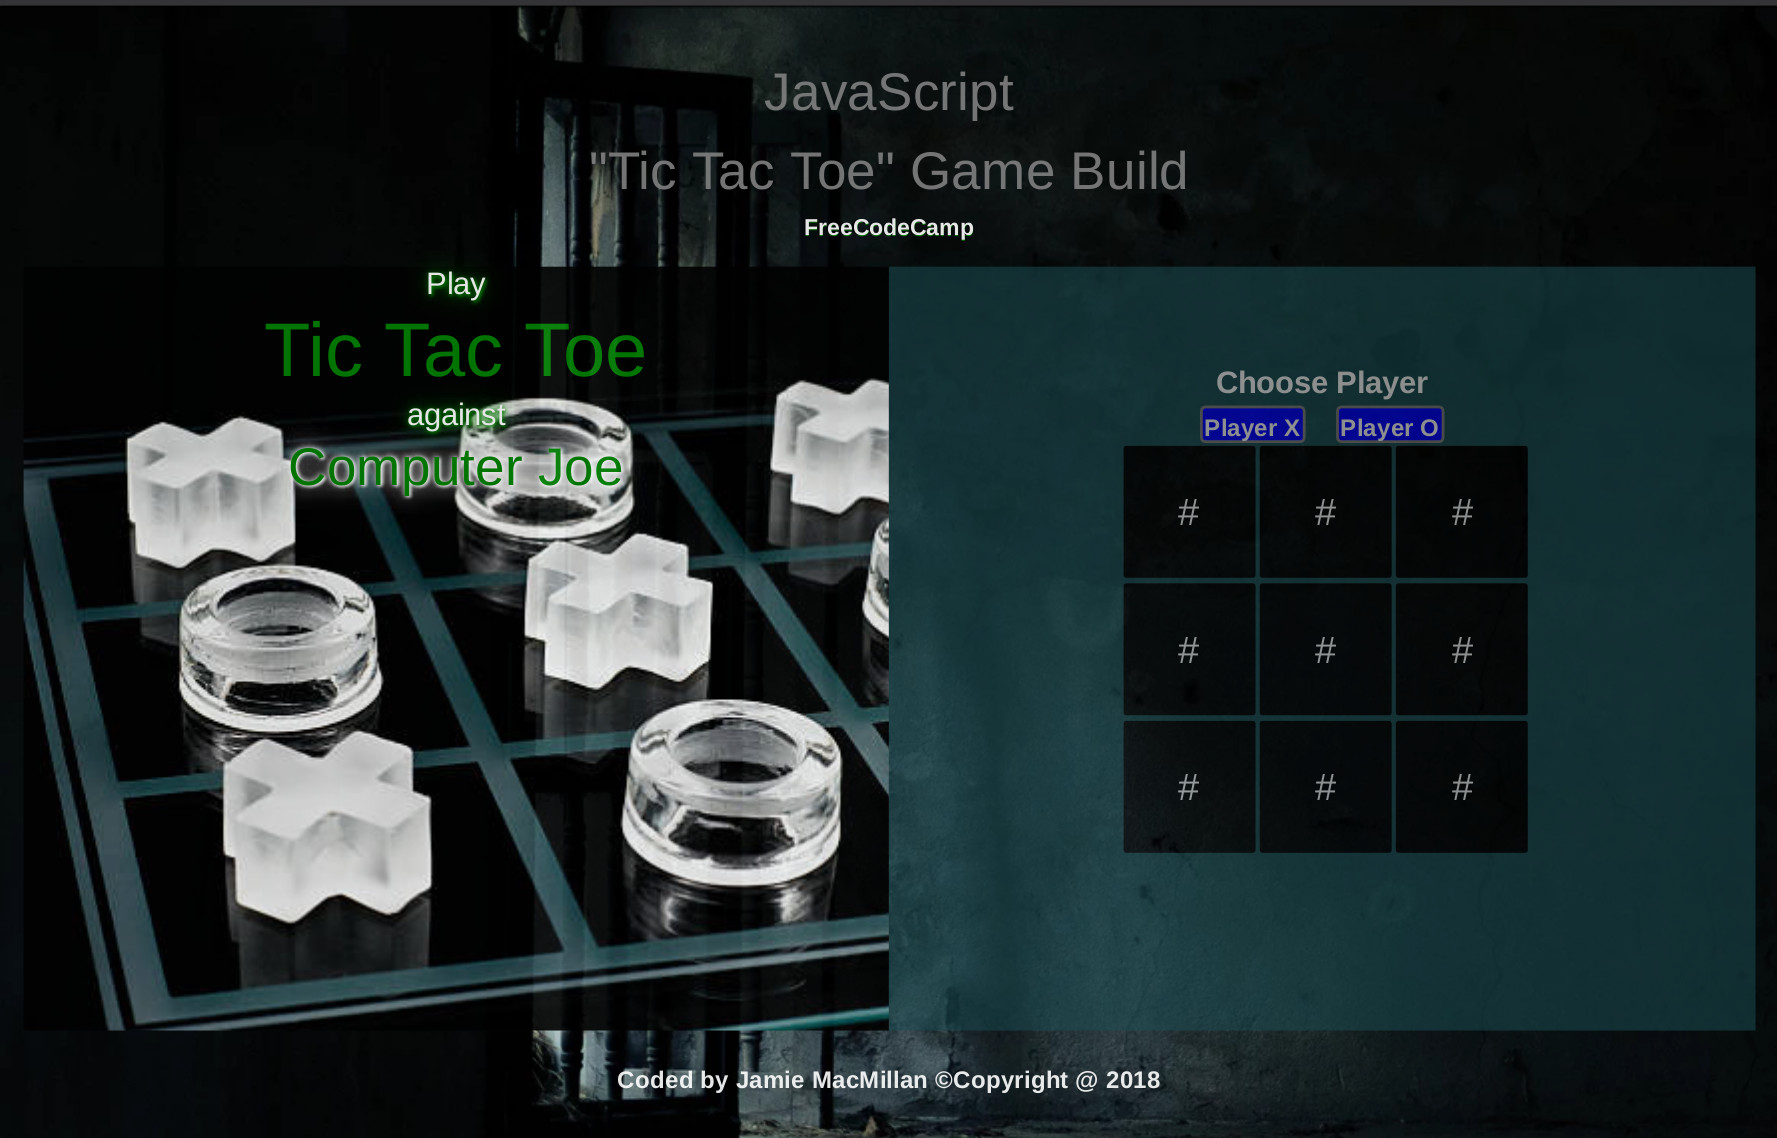 JavaScript
"Tic Tac Toe" Game Build
FreeCodeCamp
Play
Tic Tac Toe
against
Computer Joe
Choose Player
Player X Player O
# # #
# # #
# # #
Coded by Jamie MacMillan ©Copyright @ 2018